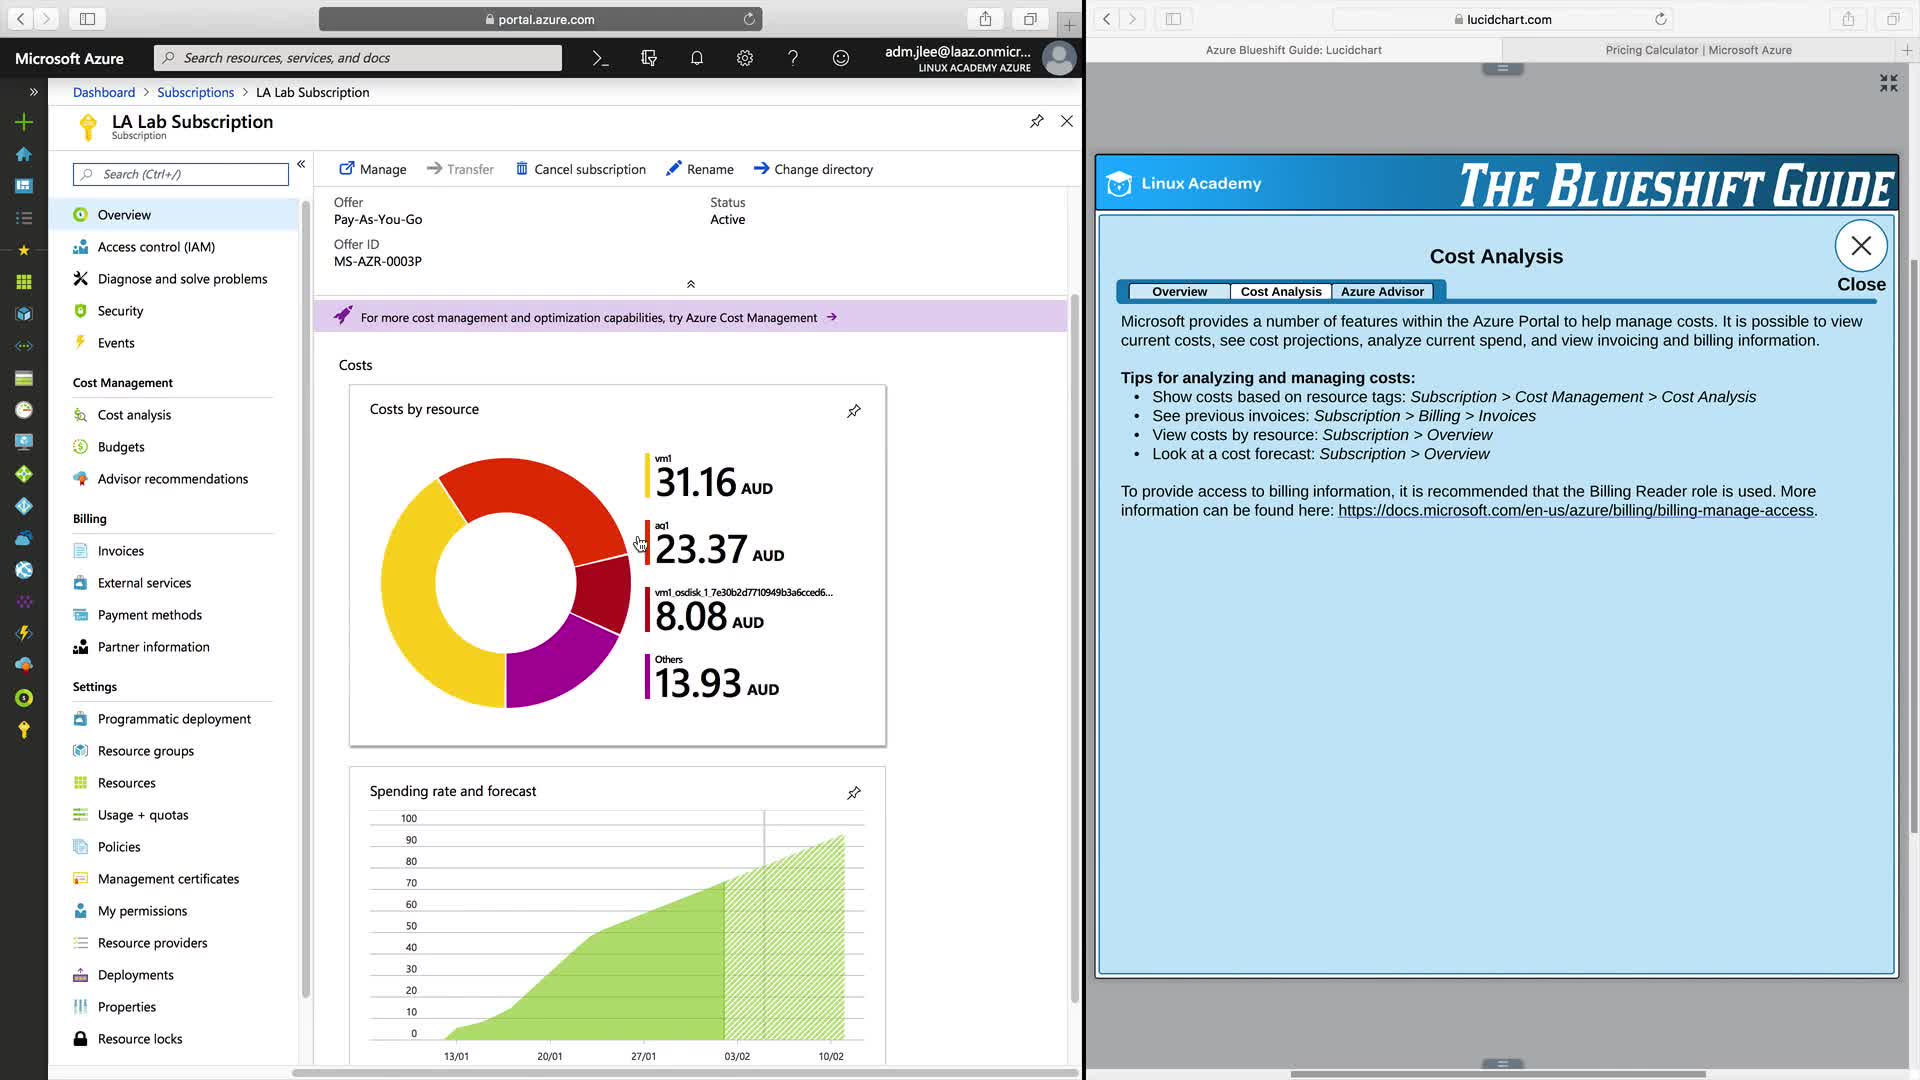 portal.azure.com
Microsoft Azure
Search resources, services, and docs
adm.jlee@laaz.onmicr...
LINUX ACADEMY AZURE
Dashboard > Subscriptions > LA Lab Subscription
LA Lab Subscription
Subscription
Search (Ctrl+/)
Overview
Access control (IAM)
Diagnose and solve problems
Security
Events
Cost Management
Cost analysis
Budgets
Advisor recommendations
Billing
Invoices
External services
Payment methods
Partner information
Settings
Programmatic deployment
Resource groups
Resources
Usage + quotas
Policies
Management certificates
My permissions
Resource providers
Deployments
Properties
Resource locks
Manage
Transfer
Cancel subscription
Rename
Change directory
Offer
Pay-As-You-Go
Status
Active
Offer ID
MS-AZR-0003P
For more cost management and optimization capabilities, try Azure Cost Management
Costs
Costs by resource
vm1
31.16 AUD
ag1
23.37 AUD
vm1_osdisk_1_7e30b2d7710949b3a6cced6...
8.08 AUD
Others
13.93 AUD
Spending rate and forecast
100
90
80
70
60
50
40
30
20
10
0
13/01 20/01 27/01 03/02 10/02
lucidchart.com
Azure Blueshift Guide: Lucidchart
Pricing Calculator | Microsoft Azure
Linux Academy
THE BLUESHIFT GUIDE
Cost Analysis
Close
Overview
Cost Analysis
Azure Advisor
Microsoft provides a number of features within the Azure Portal to help manage costs. It is possible to view
current costs, see cost projections, analyze current spend, and view invoicing and billing information.
Tips for analyzing and managing costs:
• Show costs based on resource tags: Subscription > Cost Management > Cost Analysis
• See previous invoices: Subscription > Billing > Invoices
• View costs by resource: Subscription > Overview
• Look at a cost forecast: Subscription > Overview
To provide access to billing information, it is recommended that the Billing Reader role is used. More
information can be found here: https://docs.microsoft.com/en-us/azure/billing/billing-manage-access.